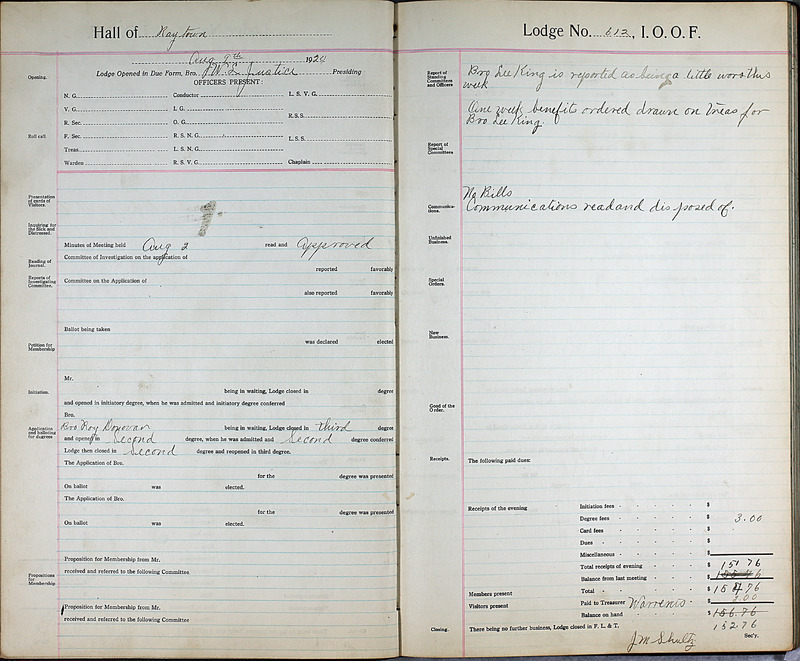 Hall of Raytown
Aug 9th 1924
Lodge Opened in Due Form, Bro. J.W.S. Justice Presiding
OFFICERS PRESENT:
Opening.
N. G. Conductor L. S. V. G.
V. G. I. G.
R. Sec. O. G. R.S.S.
Roll call.
F. Sec. R. S. N. G. L.S.S.
Treas. L. S. N. G.
Warden R. S. V. G. Chaplain
Presentation of cards of Visitors.
Inquiring for the Sick and Distressed.
Minutes of Meeting held Aug 2 read and approved
Reading of Journal.
Committee of Investigation on the application of
reported favorably
Reports of Investigating Committee.
Committee on the Application of
also reported favorably
Ballot being taken
was declared elected
Petition for Membership
Mr.
Initiation.
being in waiting, Lodge closed in degree
and opened in initiatory degree, when he was admitted and initiatory degree conferred
Bro.
Application and balloting for degrees
Bro Roy Donovan being in waiting, Lodge closed in third degree
and opened in second degree, when he was admitted and second degree conferred
Lodge then closed in second degree and reopened in third degree.
The Application of Bro.
for the degree was presented
On ballot was elected.
The Application of Bro.
for the degree was presented
On ballot was elected.
Proposition for Membership from Mr.
received and referred to the following Committee
Propositions for Membership
Proposition for Membership from Mr.
received and referred to the following Committee
Lodge No. 612, I.O.O.F.
Report of Standing Committees and Officers
Bro Lee King is reported as being a little wors this
week
One week benefits ordered drawn on Treas for
Bro Lee King.
Report of Special Committees
No Bills
Communications.
Communications read and disposed of.
Unfinished Business.
Special Orders.
New Business.
Good of the Order.
Receipts.
The following paid dues:
Receipts of the evening Initiation fees $
Degree fees $ 3.00
Card fees $
Dues $
Miscellaneous $
Total receipts of evening $ 151 76
Balance from last meeting $
Members present Total $ 154 76
Visitors present Paid to Treasurer Warrents 3.00
Balance on hand $ 156.76
Closing.
There being no further business, Lodge closed in F. L. & T. 152 76
J M Shultz Sec'y.